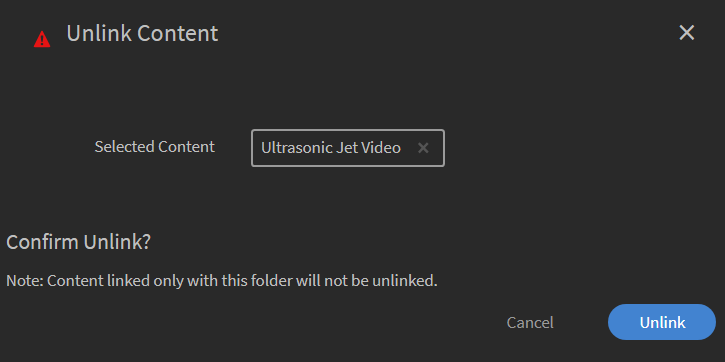 Unlink Content
Selected Content
Ultrasonic Jet Video
Confirm Unlink?
Note: Content linked only with this folder will not be unlinked.
Cancel
Unlink